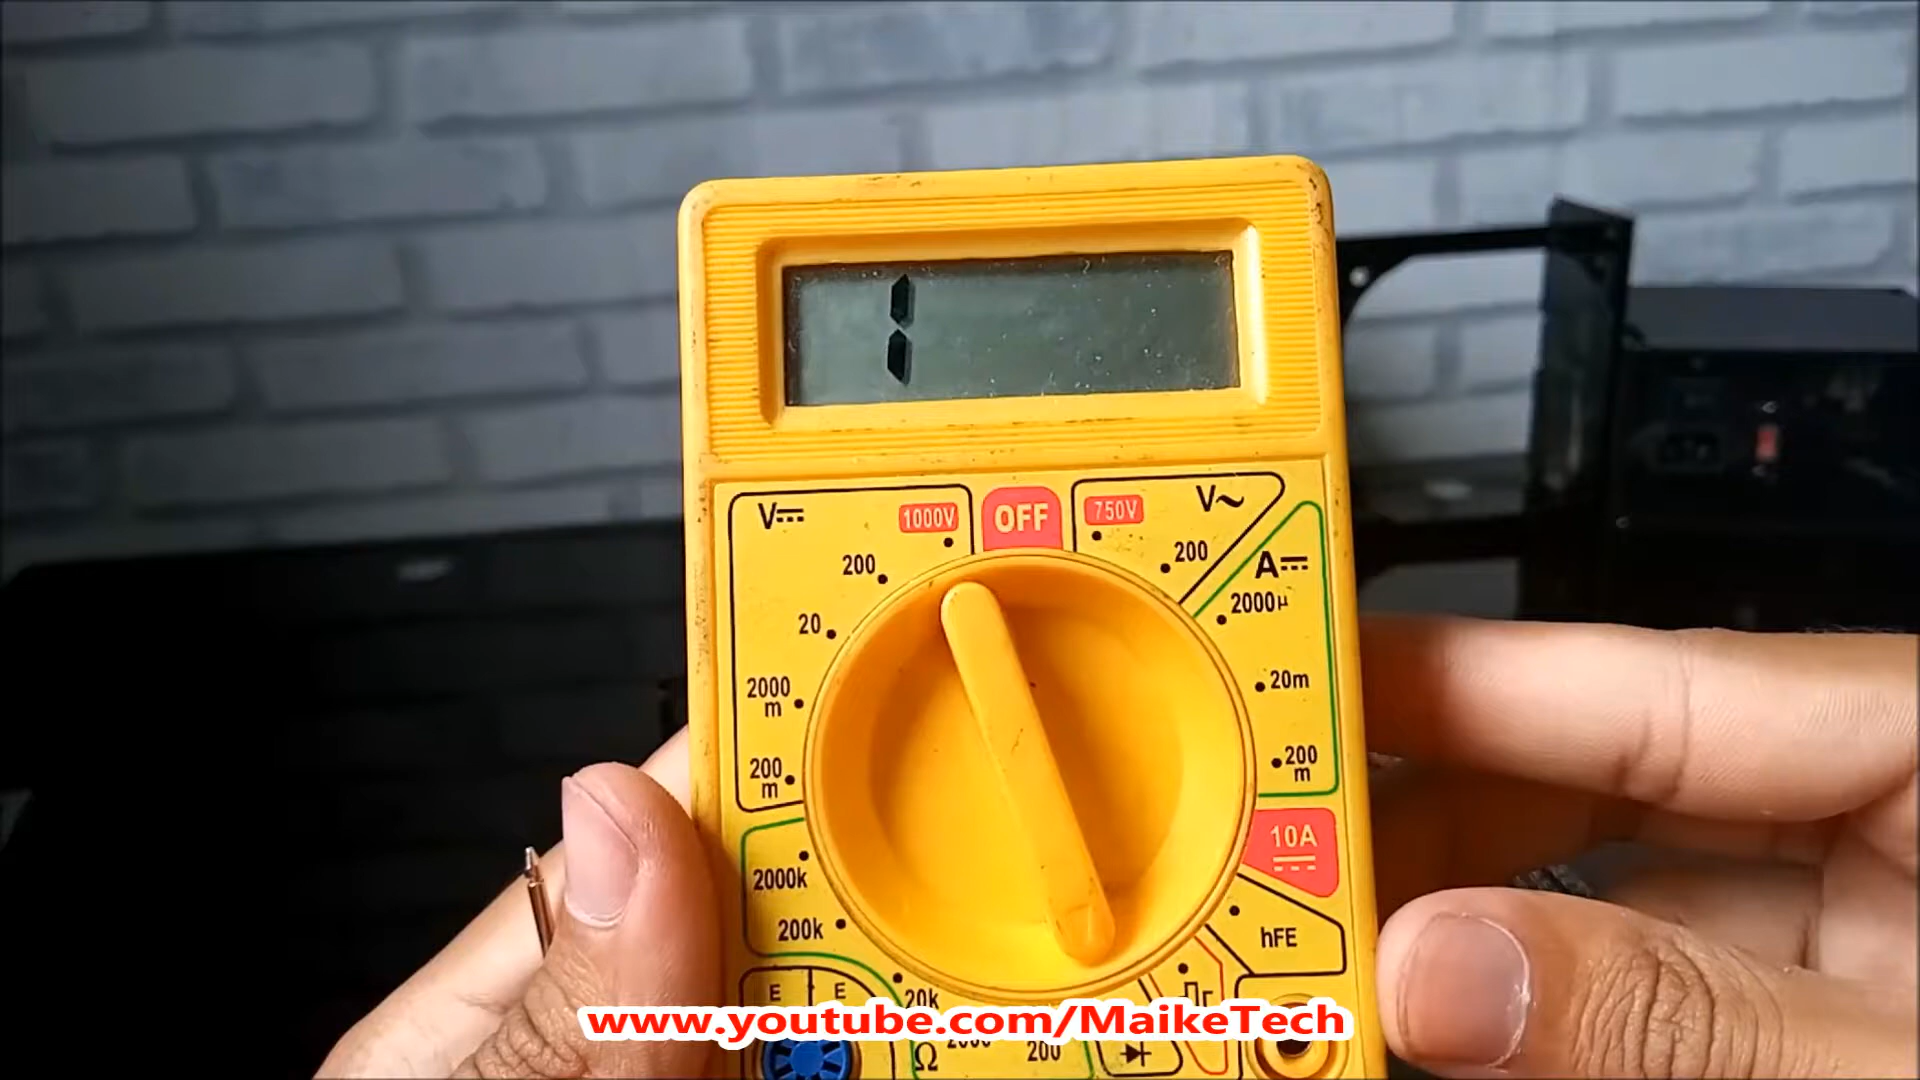 1
V⎓ 1000V OFF 750V V~
200 200 A⎓
20 2000µ
2000
m
20m
200
m
200
m
2000k 10A
200k hFE
E E
20k
www.youtube.com/MaikeTech
Ω 2000 200